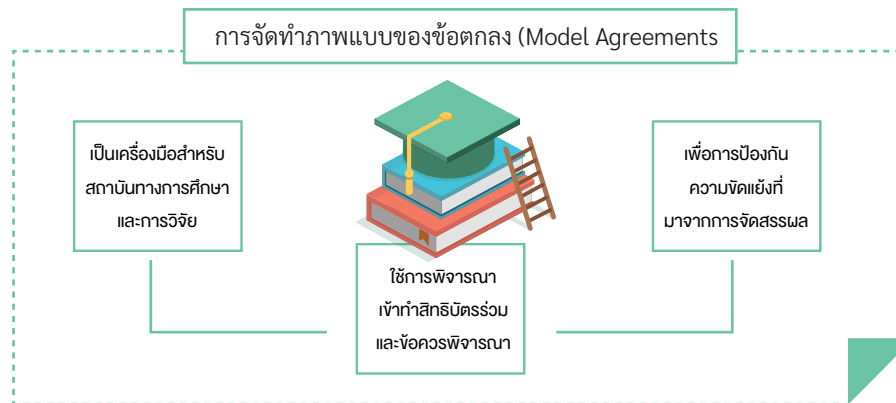 การจัดทำภาพแบบของข้อตกลง (Model Agreements
เป็นเครื่องมือสำหรับ
สถาบันทางการศึกษา
และการวิจัย
ใช้การพิจารณา
เข้าทำสิทธิบัตรร่วม
และข้อควรพิจารณา
เพื่อการป้องกัน
ความขัดแย้งที่
มาจากการจัดสรรผล